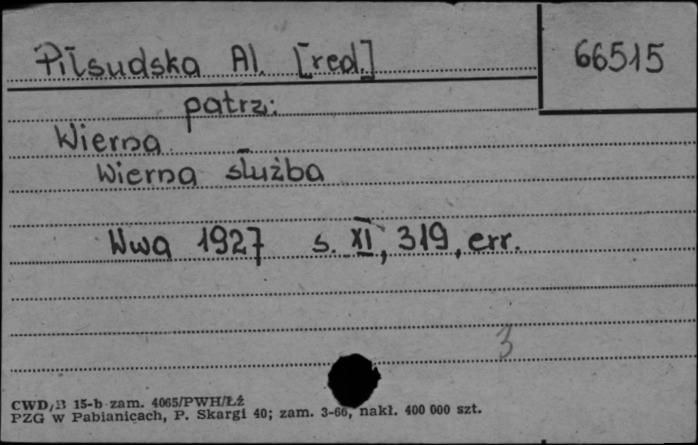 Piłsudska Al. [red.]
66515
patrz:
Wierna –
Wierna służba
Wwa 1927 s. XI, 319, err.
3
CWD/B 15-b zam. 4065/PWH/Łź
PZG w Pabianicach, P. Skargi 40; zam. 3-66, nakł. 400 000 szt.